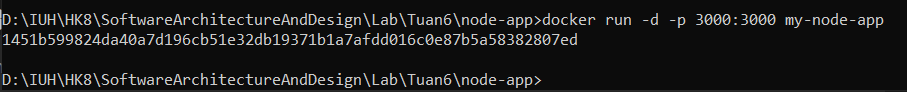 D:\IUH\HK8\SoftwareArchitectureAndDesign\Lab\Tuan6\node-app>docker run -d -p 3000:3000 my-node-app
1451b599824da40a7d196cb51e32db19371b1a7afdd016c0e87b5a58382807ed
D:\IUH\HK8\SoftwareArchitectureAndDesign\Lab\Tuan6\node-app>